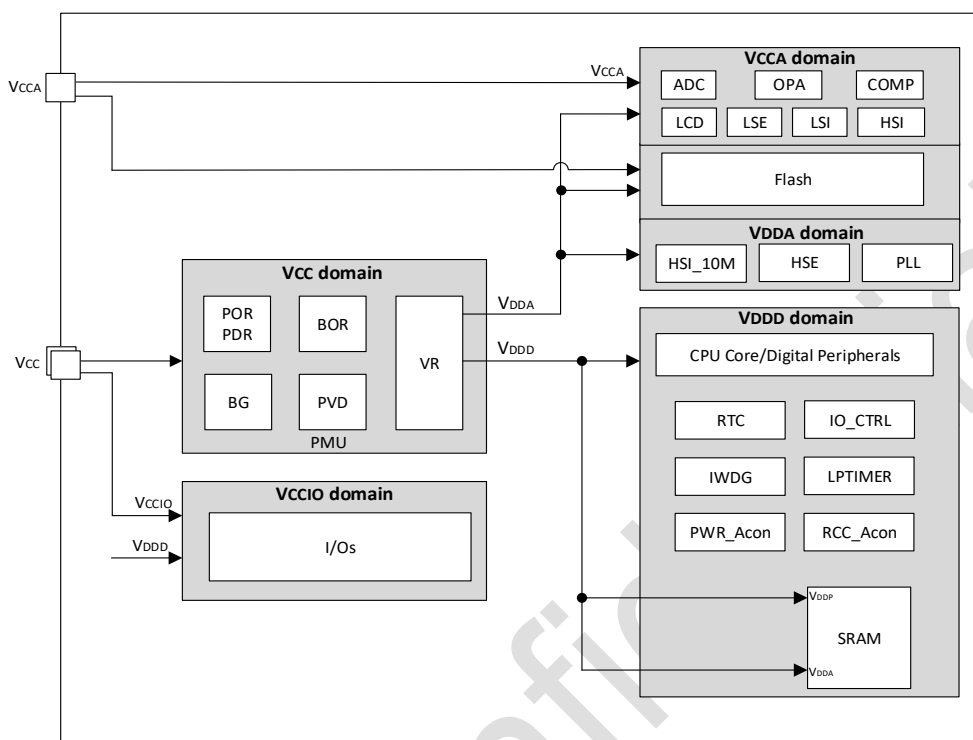 VCCA domain
VCCA
VCCA
ADC
OPA
COMP
LCD
LSE
LSI
HSI
Flash
VDDA domain
HSI_10M
HSE
PLL
VCC domain
POR
PDR
BOR
VDDA
VR
VDDD
BG
PVD
PMU
VCC
VDDD domain
CPU Core/Digital Peripherals
RTC
IO_CTRL
IWDG
LPTIMER
PWR_Acon
RCC_Acon
VDDP
SRAM
VDDA
VCCIO domain
VCCIO
VDDD
I/Os